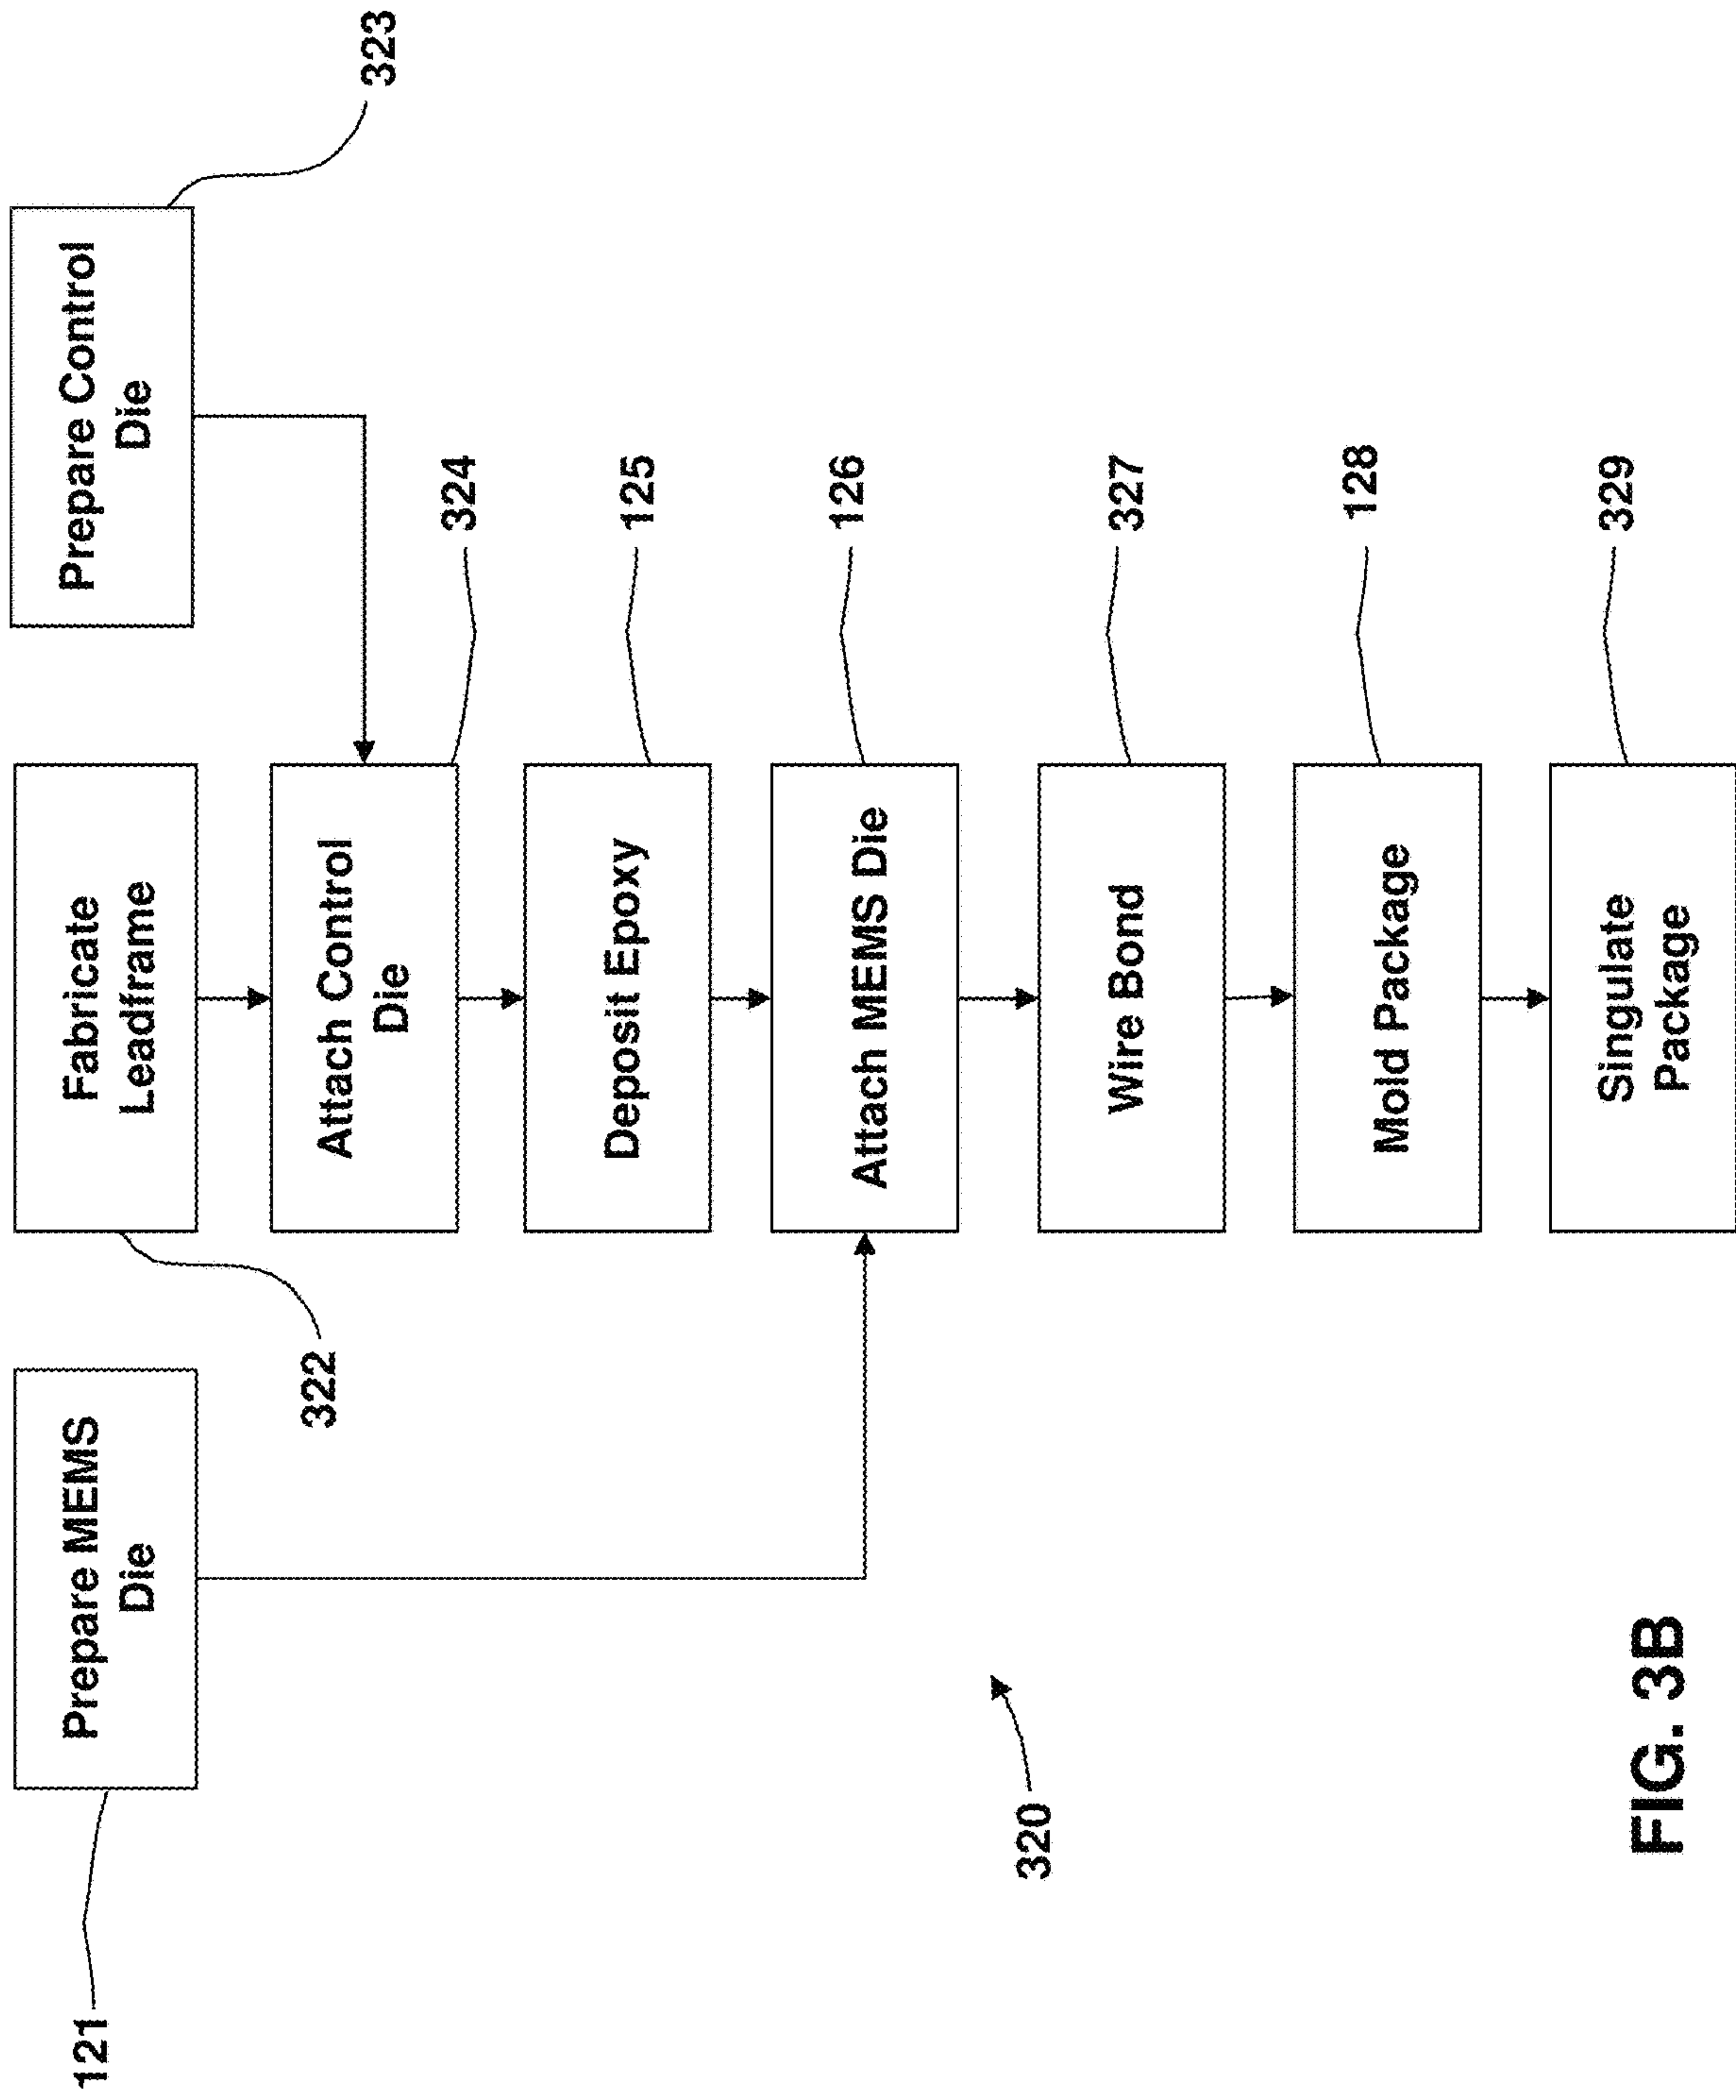 121
Prepare MEMS
Die
322
Fabricate
Leadframe
Prepare Control
Die
323
Attach Control
Die
324
Deposit Epoxy
125
Attach MEMS Die
126
320
Wire Bond
327
Mold Package
128
Singulate
Package
329
FIG. 3B